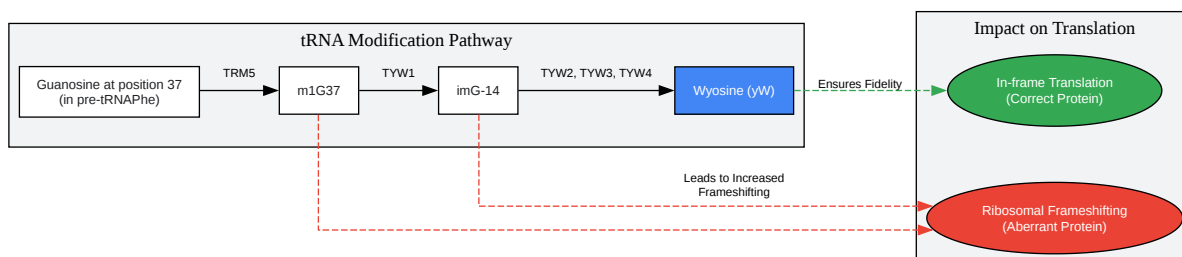 tRNA Modification Pathway
Impact on Translation
Guanosine at position 37
(in pre-tRNAPhe)
TRM5
m1G37
TYW1
imG-14
TYW2, TYW3, TYW4
Wyosine (yW)
Ensures Fidelity
In-frame Translation
(Correct Protein)
Leads to Increased
Frameshifting
Ribosomal Frameshifting
(Aberrant Protein)